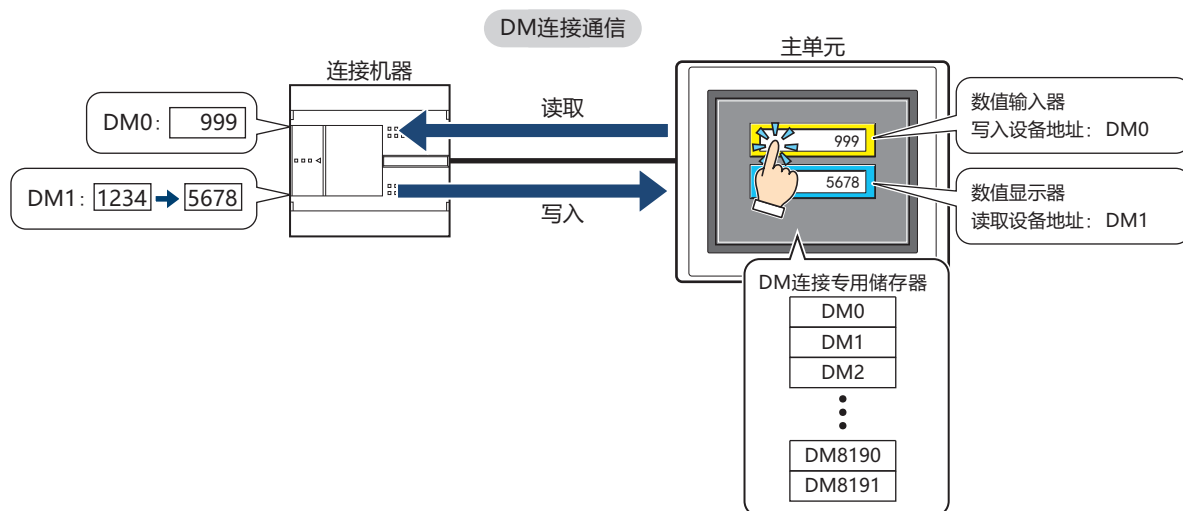 DM连接通信
连接机器
主单元
DM0: 999
DM1: 1234 5678
读取
写入
999
5678
数值输入器
写入设备地址: DM0
数值显示器
读取设备地址: DM1
DM连接专用储存器
DM0
DM1
DM2
DM8190
DM8191